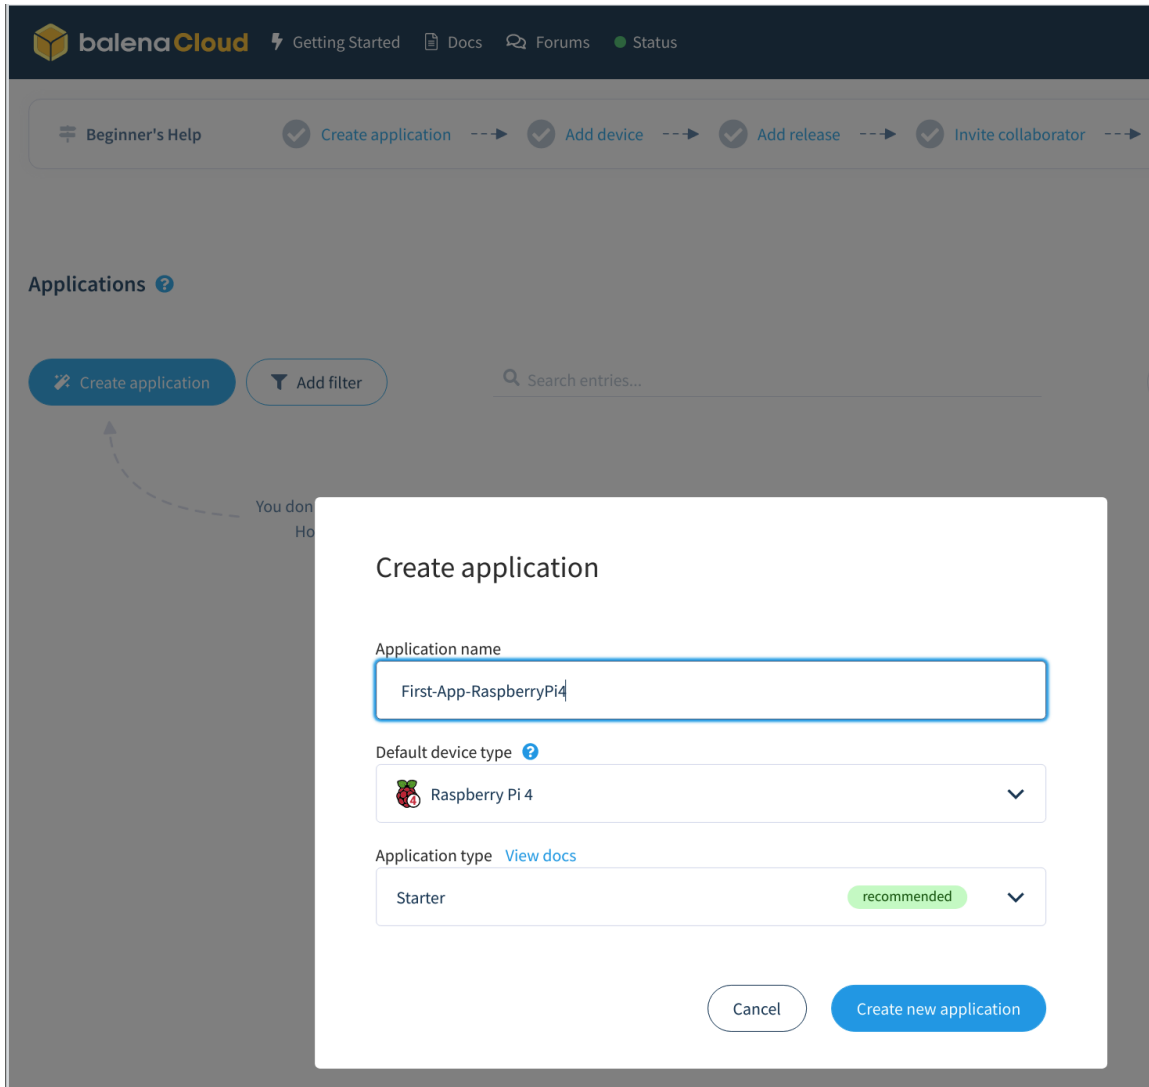 balenaCloud Getting Started Docs Forums Status
Beginner's Help Create application Add device Add release Invite collaborator
Applications ?
Create application Add filter Search entries...
You don
Ho
Create application
Application name
First-App-RaspberryPi4
Default device type ?
4 Raspberry Pi 4
Application type View docs
Starter recommended
Cancel Create new application